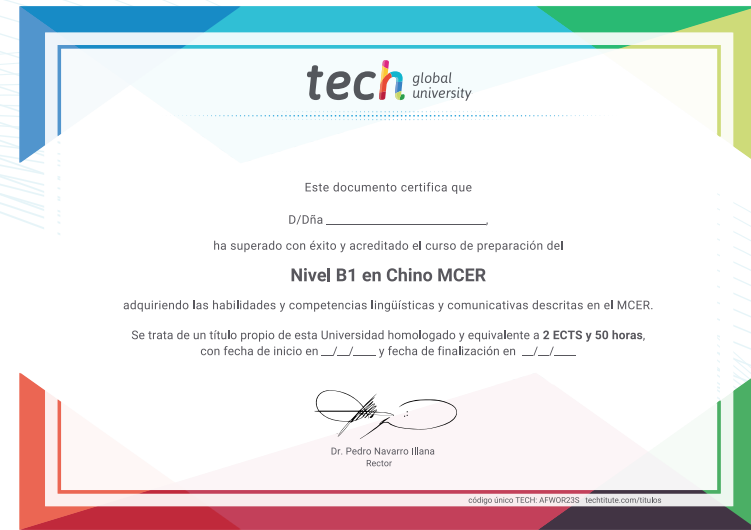 tech global university
Este documento certifica que
D/Dña ______________________,
ha superado con éxito y acreditado el curso de preparación del
Nivel B1 en Chino MCER
adquiriendo las habilidades y competencias lingüísticas y comunicativas descritas en el MCER.
Se trata de un título propio de esta Universidad homologado y equivalente a 2 ECTS y 50 horas,
con fecha de inicio en __/__/____ y fecha de finalización en __/__/____
Dr. Pedro Navarro Illana
Rector
código único TECH: AFWOR23S techtitute.com/titulos